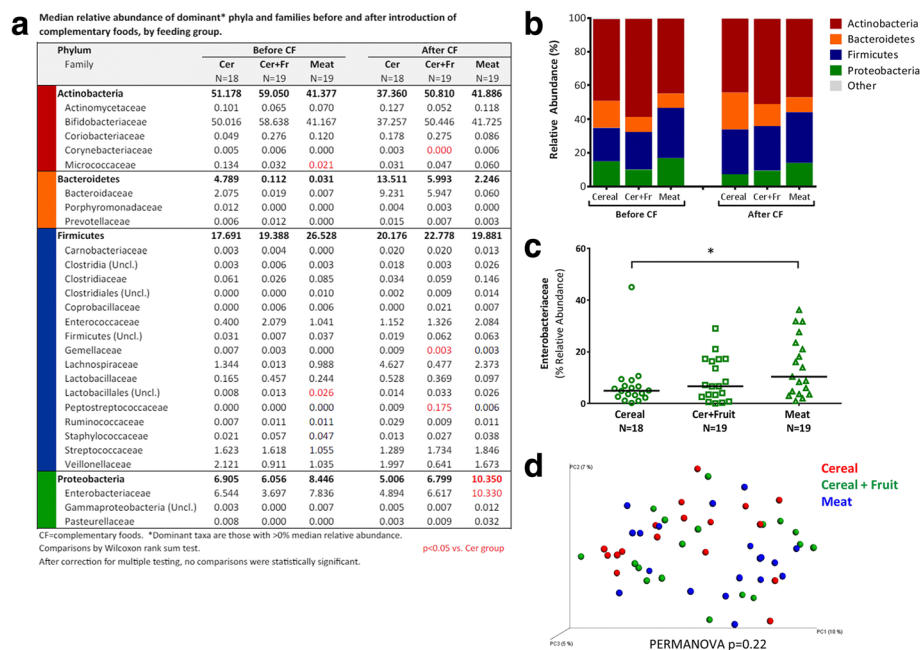 a
Median relative abundance of dominant* phyla and families before and after introduction of
complementary foods, by feeding group.
Phylum Before CF After CF
Family Cer Cer+Fr Meat Cer Cer+Fr Meat
N=18 N=19 N=19 N=18 N=19 N=19
Actinobacteria 51.178 59.050 41.377 37.360 50.810 41.886
Actinomycetaceae 0.101 0.065 0.070 0.127 0.052 0.118
Bifidobacteriaceae 50.016 58.638 41.167 37.257 50.446 41.725
Coriobacteriaceae 0.049 0.276 0.120 0.178 0.275 0.086
Corynebacteriaceae 0.005 0.006 0.000 0.003 0.000 0.006
Micrococcaceae 0.134 0.032 0.021 0.031 0.047 0.060
Bacteroidetes 4.789 0.112 0.031 13.511 5.993 2.246
Bacteroidaceae 2.075 0.019 0.007 9.231 5.947 0.060
Porphyromonadaceae 0.012 0.000 0.000 0.004 0.003 0.000
Prevotellaceae 0.006 0.012 0.000 0.015 0.007 0.003
Firmicutes 17.691 19.388 26.528 20.176 22.778 19.881
Carnobacteriaceae 0.003 0.004 0.000 0.020 0.020 0.013
Clostridia (Uncl.) 0.003 0.006 0.003 0.018 0.003 0.026
Clostridiaceae 0.061 0.026 0.085 0.034 0.059 0.146
Clostridiales (Uncl.) 0.000 0.000 0.010 0.002 0.009 0.014
Coprobacillaceae 0.000 0.006 0.006 0.000 0.021 0.007
Enterococcaceae 0.400 2.079 1.041 1.152 1.326 2.084
Firmicutes (Uncl.) 0.031 0.007 0.037 0.019 0.062 0.063
Gemellaceae 0.007 0.003 0.000 0.009 0.003 0.003
Lachnospiraceae 1.344 0.013 0.988 4.627 0.477 2.373
Lactobacillaceae 0.165 0.457 0.244 0.528 0.369 0.097
Lactobacillales (Uncl.) 0.008 0.013 0.026 0.014 0.033 0.026
Peptostreptococcaceae 0.000 0.000 0.000 0.009 0.175 0.006
Ruminococcaceae 0.007 0.011 0.011 0.029 0.009 0.011
Staphylococcaceae 0.021 0.057 0.047 0.013 0.027 0.038
Streptococcaceae 1.623 1.618 1.055 1.289 1.734 1.846
Veillonellaceae 2.121 0.911 1.035 1.997 0.641 1.673
Proteobacteria 6.905 6.056 8.446 5.006 6.799 10.350
Enterobacteriaceae 6.544 3.697 7.836 4.894 6.617 10.330
Gammaproteobacteria (Uncl.) 0.003 0.000 0.007 0.005 0.007 0.012
Pasteurellaceae 0.008 0.000 0.000 0.003 0.009 0.032
CF=complementary foods. *Dominant taxa are those with >0% median relative abundance.
Comparisons by Wilcoxon rank sum test. p<0.05 vs. Cer group
After correction for multiple testing, no comparisons were statistically significant.
b
Relative Abundance (%)
100
80
60
40
20
0
Cereal Cer+Fr Meat Cereal Cer+Fr Meat
Before CF After CF
Actinobacteria
Bacteroidetes
Firmicutes
Proteobacteria
Other
c
Enterobacteriaceae
(% Relative Abundance)
60
40
20
0
*
Cereal Cer+Fruit Meat
N=18 N=19 N=19
d
PC2 (7 %)
Cereal
Cereal + Fruit
Meat
PC1 (10 %)
PC3 (5 %)
PERMANOVA p=0.22